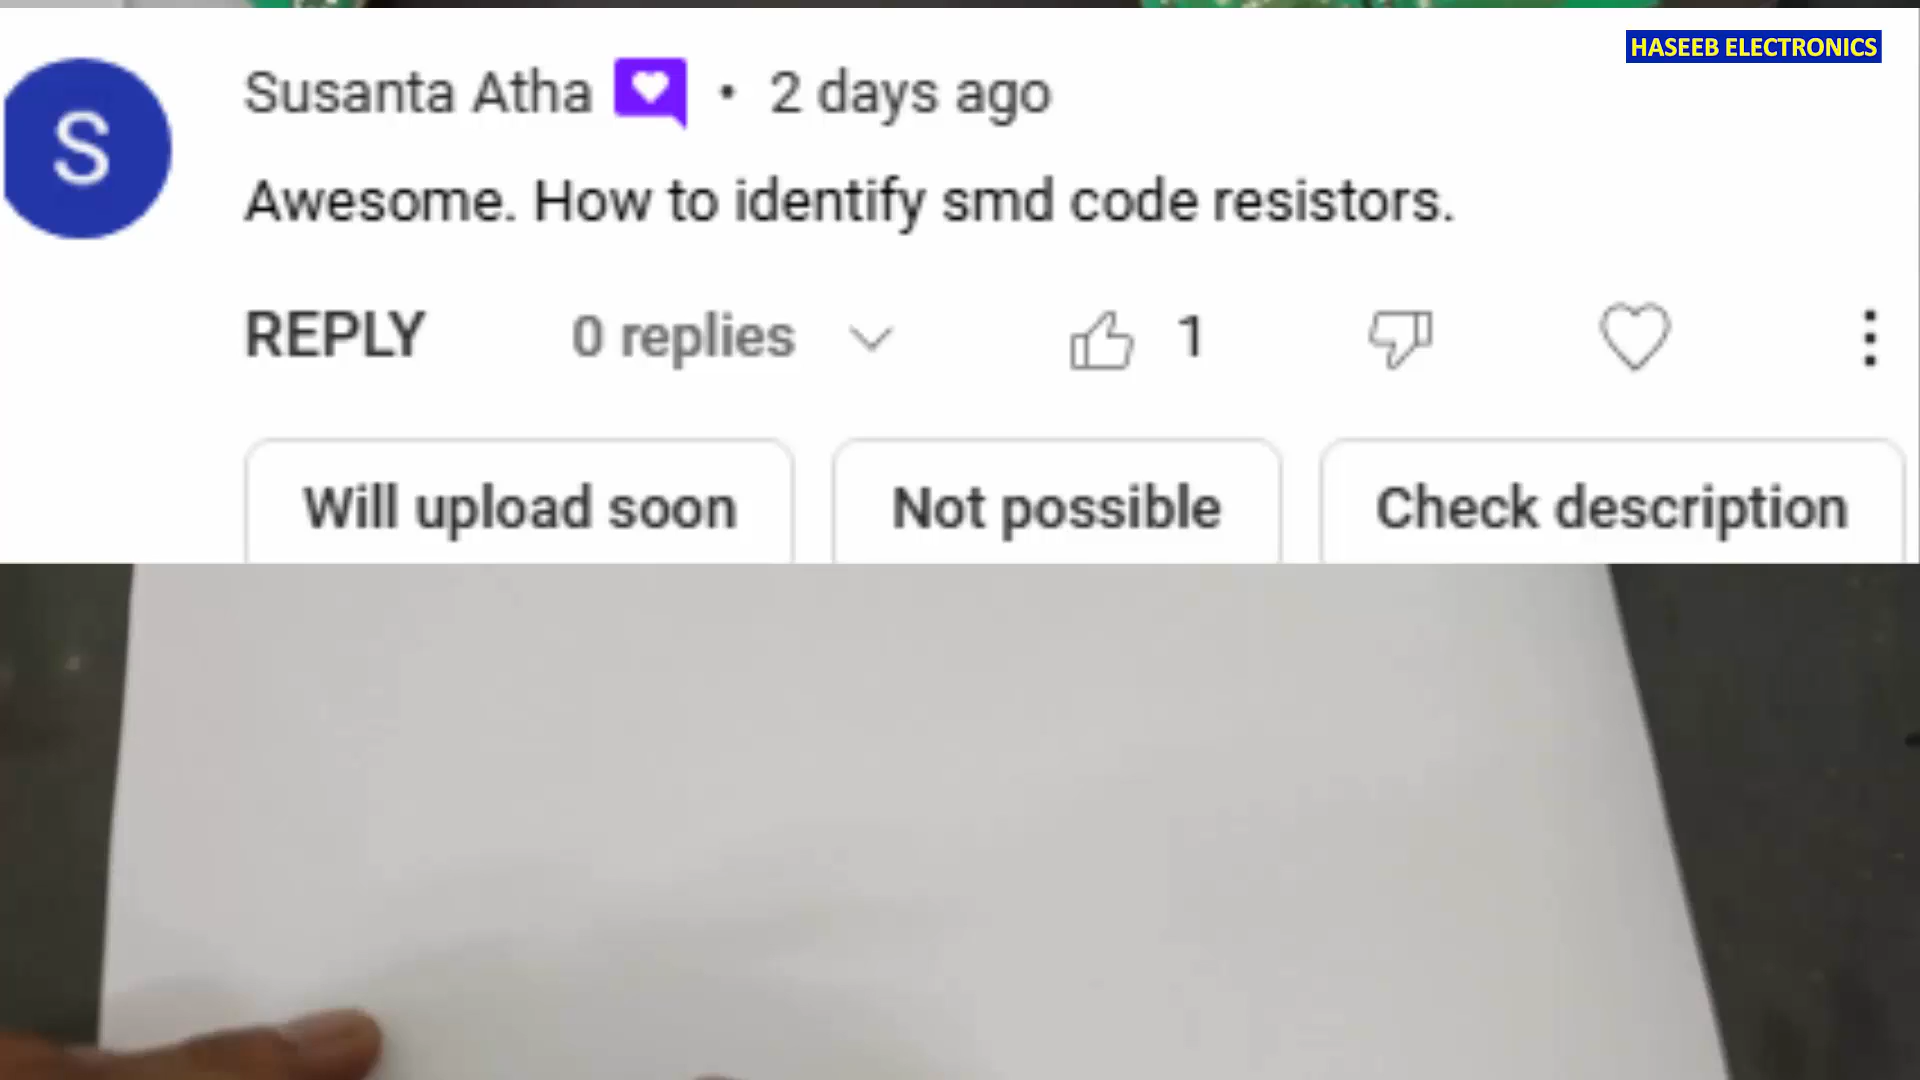 HASEEB ELECTRONICS
S
Susanta Atha • 2 days ago
Awesome. How to identify smd code resistors.
REPLY 0 replies 1
Will upload soon Not possible Check description